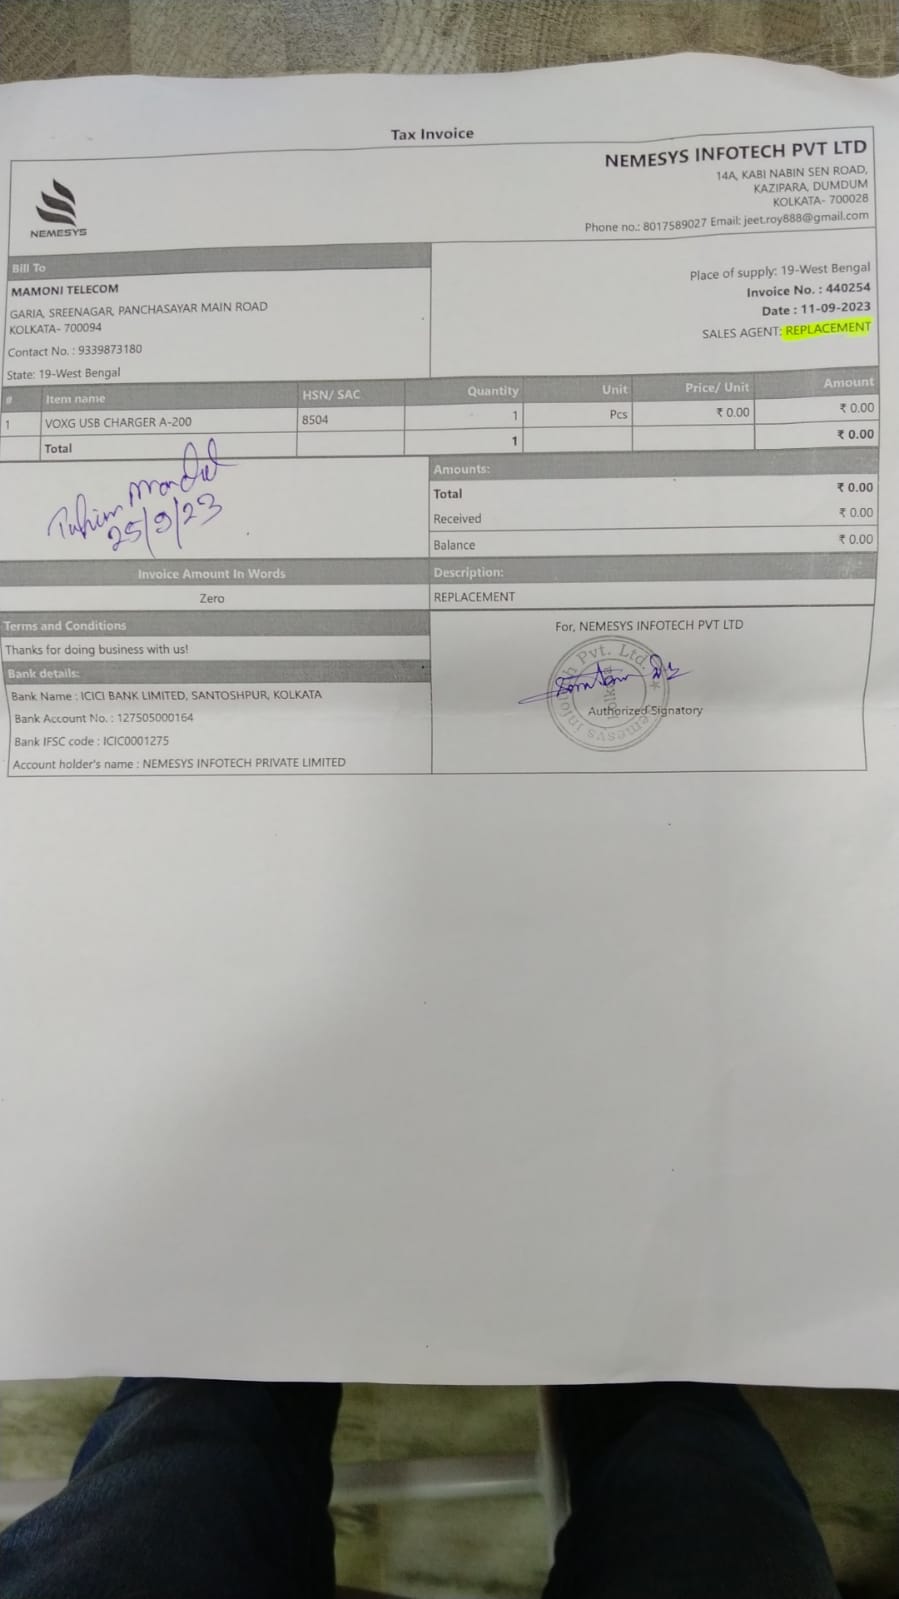 Tax Invoice
NEMESYS
NEMESYS INFOTECH PVT LTD
14A, KABI NABIN SEN ROAD,
KAZIPARA, DUMDUM
KOLKATA- 700028
Phone no.: 8017589027 Email: jeet.roy888@gmail.com
Bill To
MAMONI TELECOM
GARIA, SREENAGAR, PANCHASAYAR MAIN ROAD
KOLKATA- 700094
Contact No. : 9339873180
State: 19-West Bengal
Place of supply: 19-West Bengal
Invoice No. : 440254
Date : 11-09-2023
SALES AGENT: REPLACEMENT
# Item name HSN/ SAC Quantity Unit Price/ Unit Amount
1 VOXG USB CHARGER A-200 8504 1 Pcs ₹ 0.00 ₹ 0.00
Total 1 ₹ 0.00
Tuhin Mondal
25/9/23
Amounts:
Total ₹ 0.00
Received ₹ 0.00
Balance ₹ 0.00
Invoice Amount In Words
Zero
Description:
REPLACEMENT
Terms and Conditions
Thanks for doing business with us!
Bank details:
Bank Name : ICICI BANK LIMITED, SANTOSHPUR, KOLKATA
Bank Account No. : 127505000164
Bank IFSC code : ICIC0001275
Account holder's name : NEMESYS INFOTECH PRIVATE LIMITED
For, NEMESYS INFOTECH PVT LTD
Nemesys Infotech Pvt. Ltd.
Kolkata
Authorized Signatory